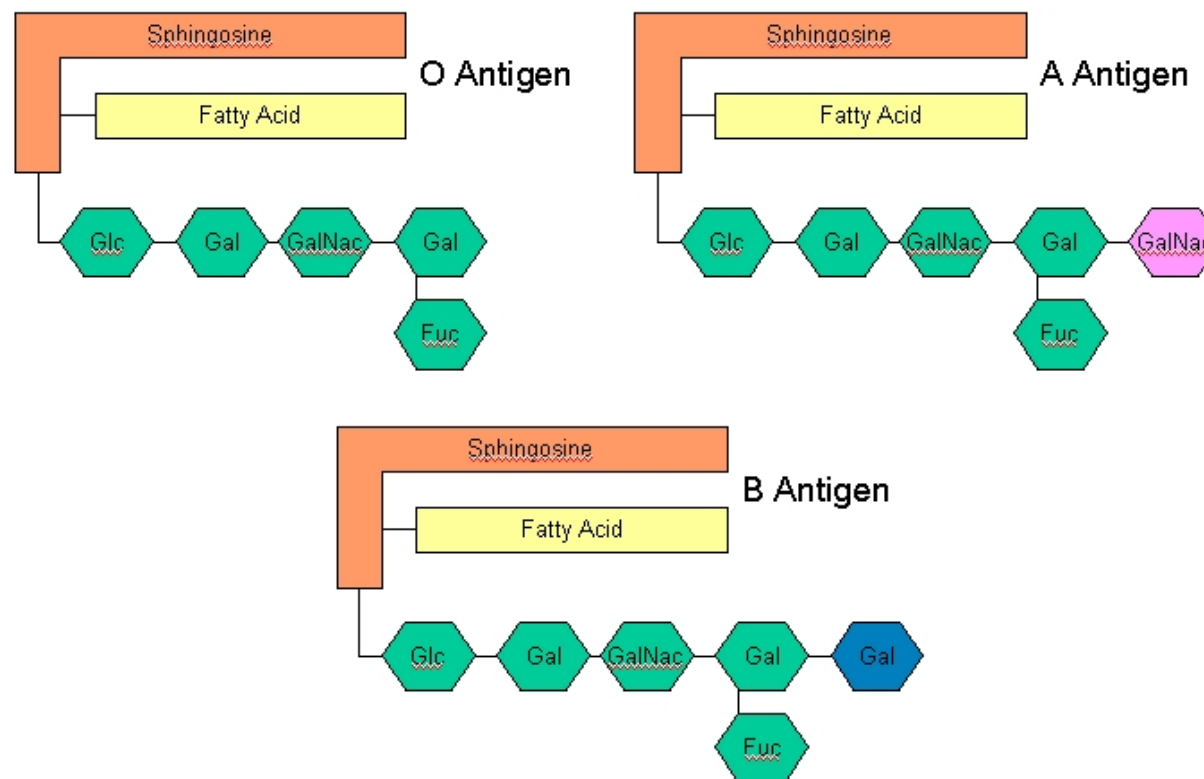 Sphingosine
O Antigen
Fatty Acid
Glc
Gal
GalNac
Gal
Fuc
Sphingosine
A Antigen
Fatty Acid
Glc
Gal
GalNac
Gal
GalNac
Fuc
Sphingosine
B Antigen
Fatty Acid
Glc
Gal
GalNac
Gal
Gal
Fuc